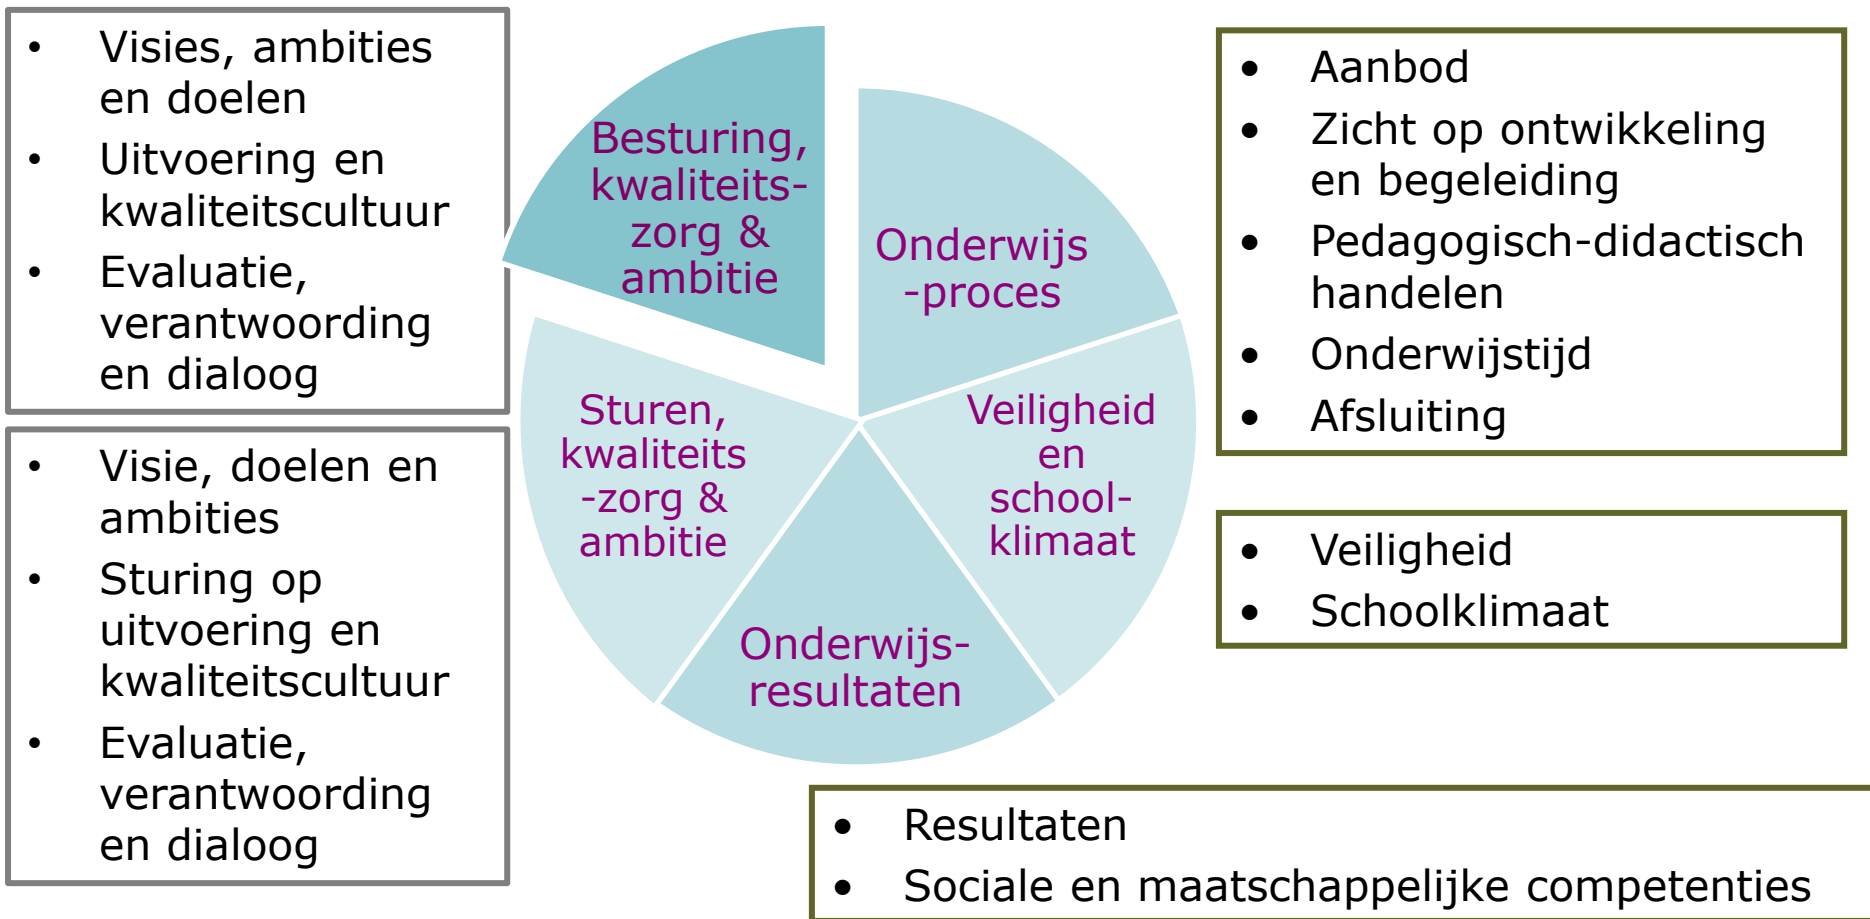 • Visies, ambities
en doelen
• Uitvoering en
kwaliteitscultuur
• Evaluatie,
verantwoording
en dialoog
• Visie, doelen en
ambities
• Sturing op
uitvoering en
kwaliteitscultuur
• Evaluatie,
verantwoording
en dialoog
Besturing,
kwaliteits-
zorg &
ambitie
Onderwijs
-proces
Veiligheid
en
school-
klimaat
Onderwijs-
resultaten
Sturen,
kwaliteits
-zorg &
ambitie
• Aanbod
• Zicht op ontwikkeling
en begeleiding
• Pedagogisch-didactisch
handelen
• Onderwijstijd
• Afsluiting
• Veiligheid
• Schoolklimaat
• Resultaten
• Sociale en maatschappelijke competenties